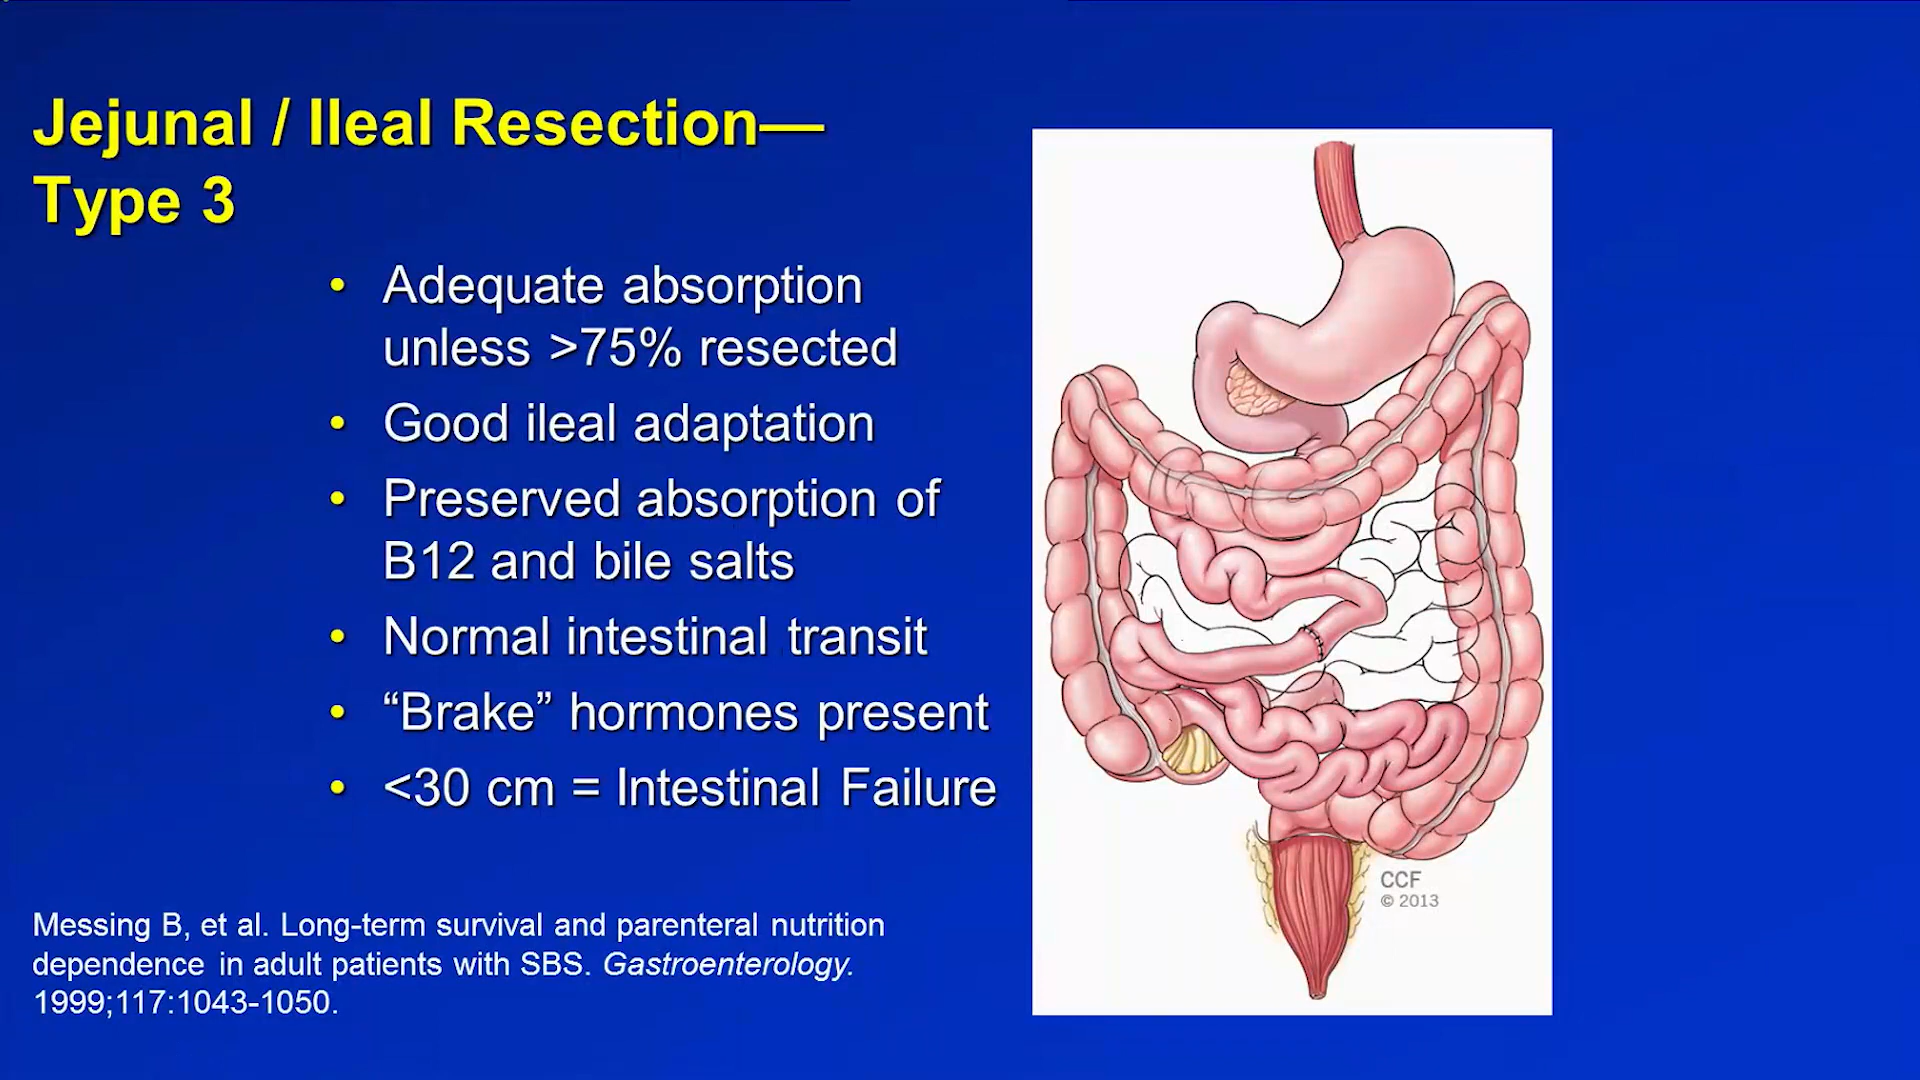 Jejunal / Ileal Resection—
Type 3
• Adequate absorption
unless >75% resected
• Good ileal adaptation
• Preserved absorption of
B12 and bile salts
• Normal intestinal transit
• “Brake” hormones present
• <30 cm = Intestinal Failure
Messing B, et al. Long-term survival and parenteral nutrition
dependence in adult patients with SBS. Gastroenterology.
1999;117:1043-1050.
CCF
© 2013